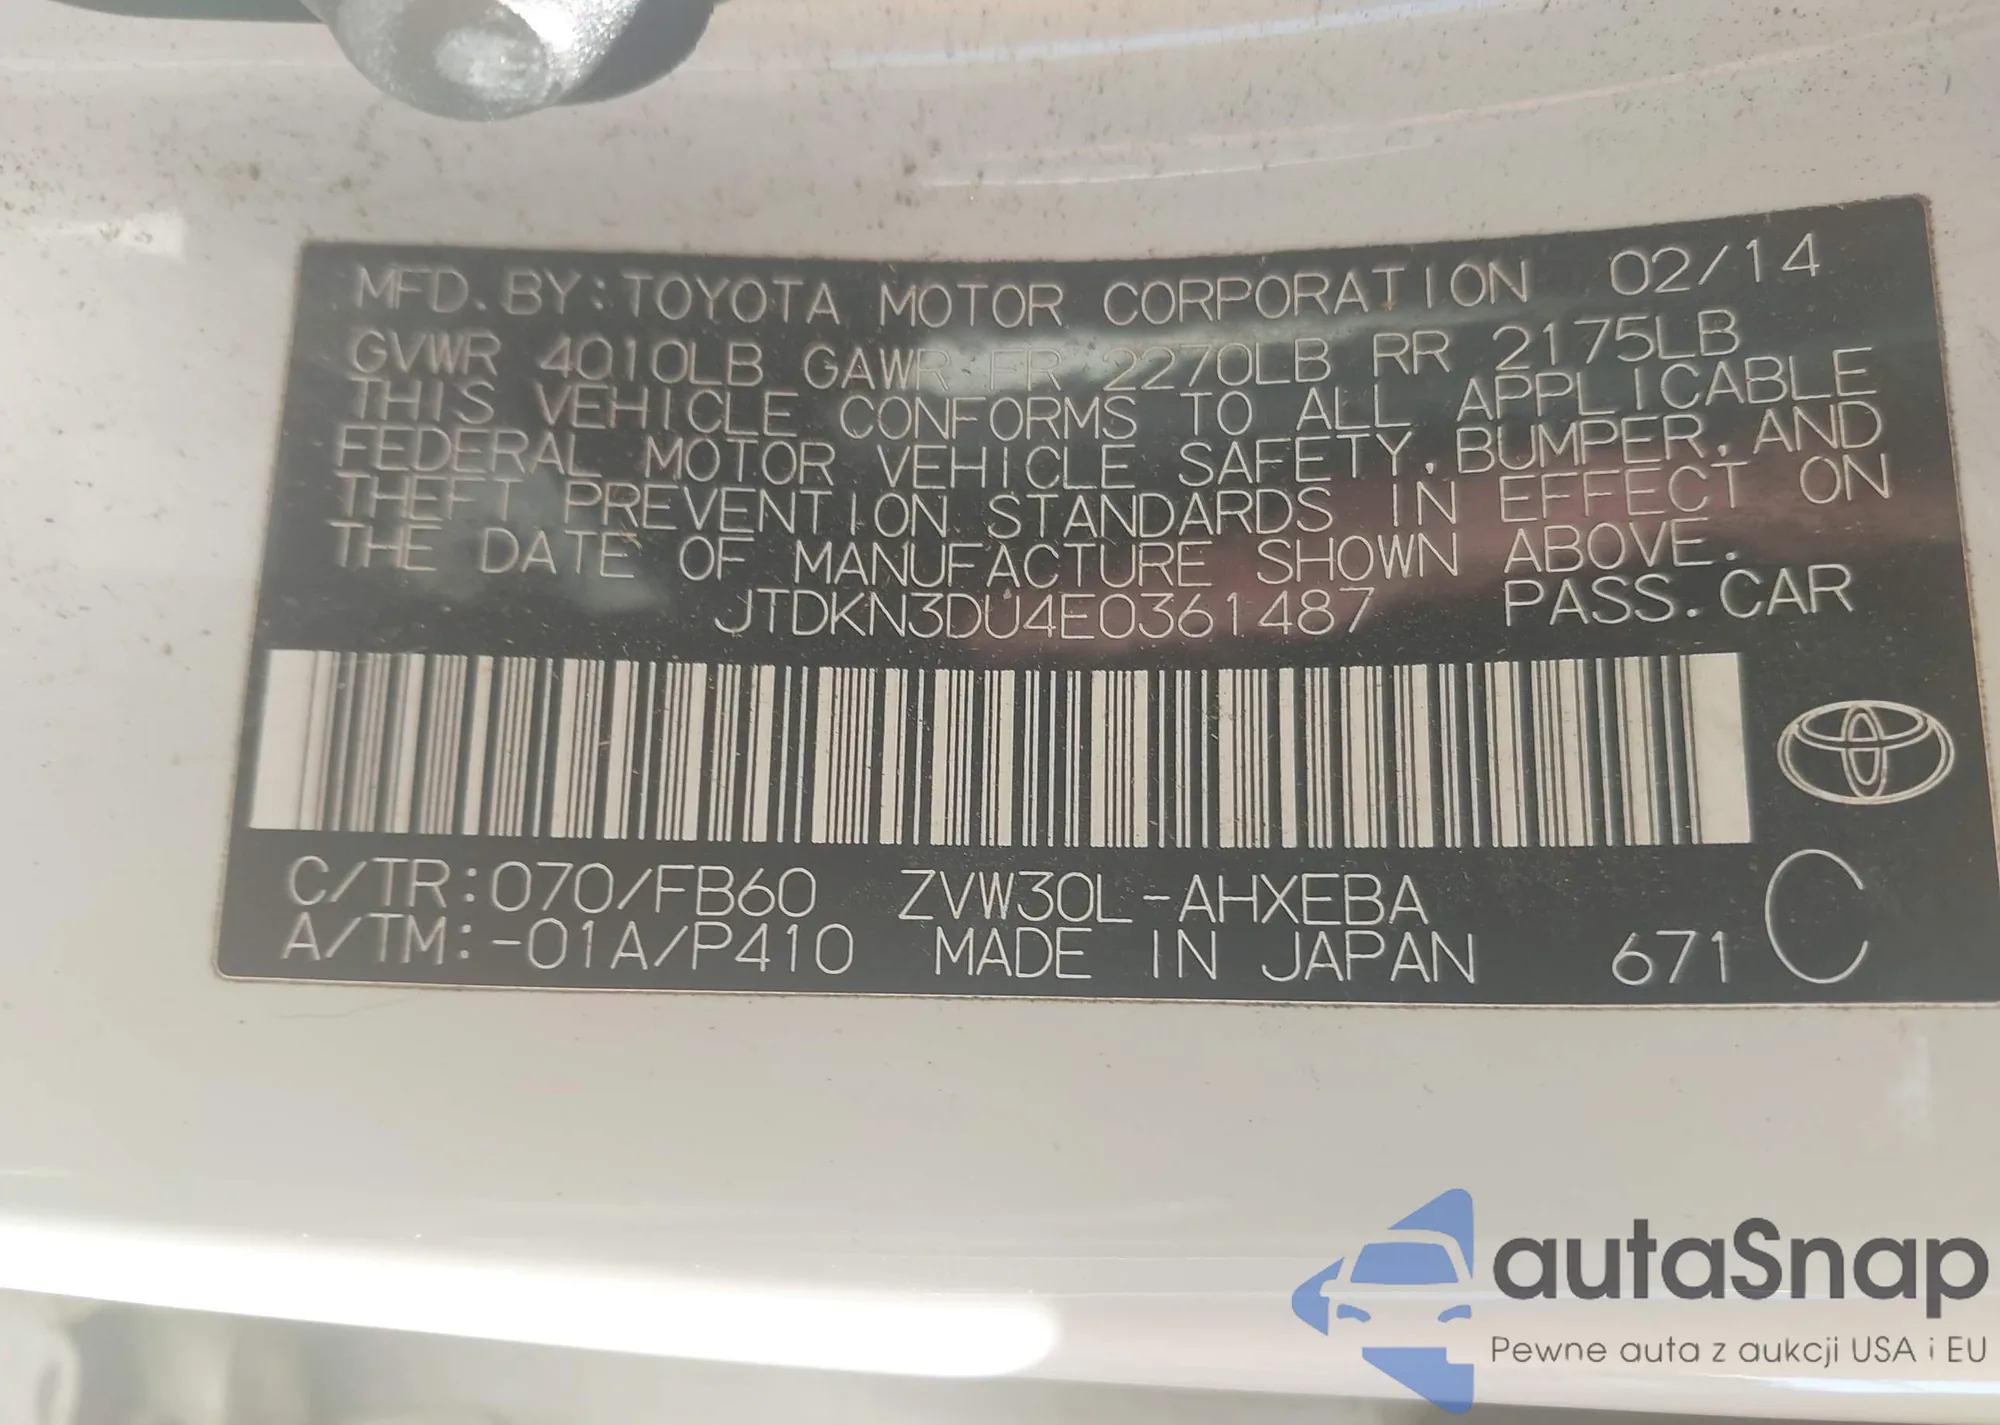 MFD. BY: TOYOTA MOTOR CORPORATION 02/14
GVWR 4010LB GAWR FR 2270LB RR 2175LB
THIS VEHICLE CONFORMS TO ALL APPLICABLE
FEDERAL MOTOR VEHICLE SAFETY, BUMPER, AND
THEFT PREVENTION STANDARDS IN EFFECT ON
THE DATE OF MANUFACTURE SHOWN ABOVE.
JTDKN3DU4E0361487 PASS. CAR
C/TR: 070/FB60 ZVW30L-AHXEBA
A/TM: -01A/P410 MADE IN JAPAN 671 C
autaSnap
Pewne auta z aukcji USA i EU